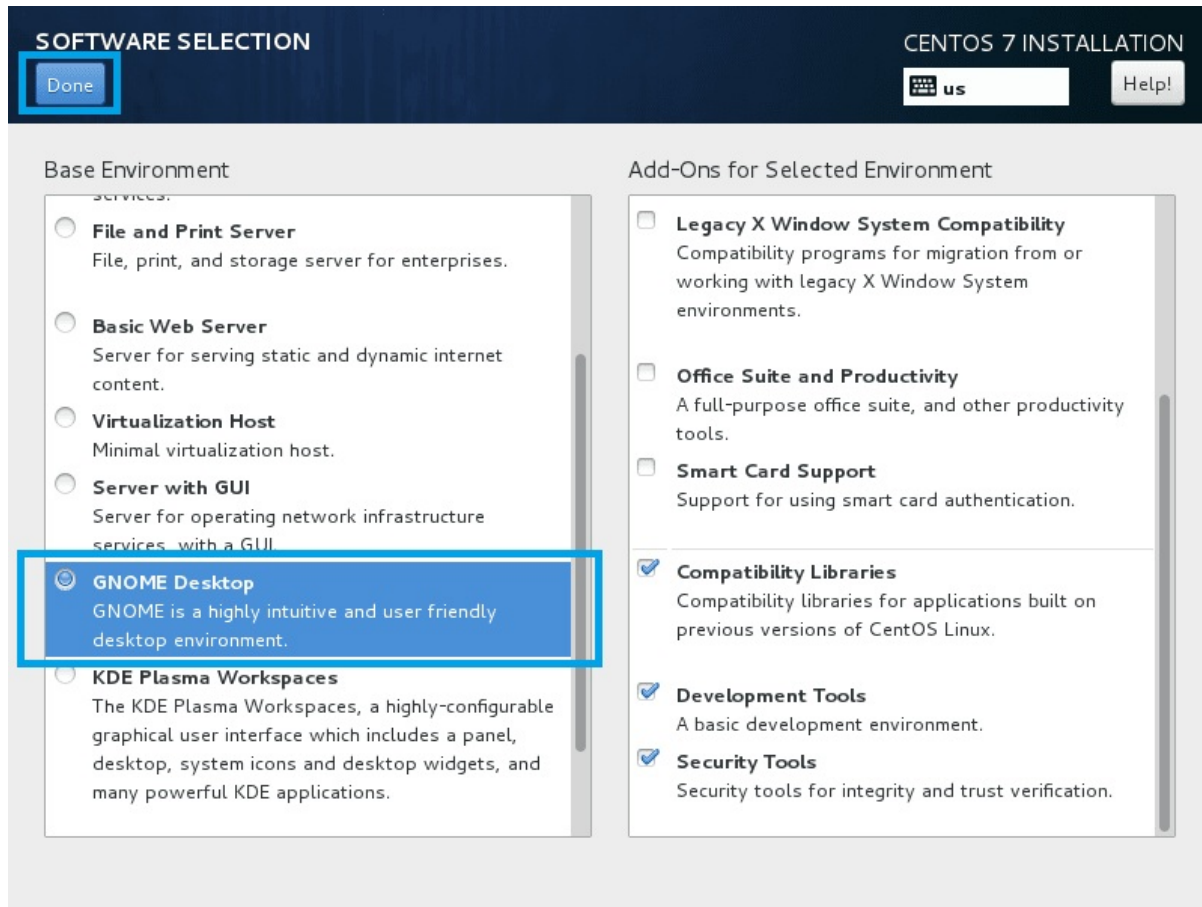 SOFTWARE SELECTION
CENTOS 7 INSTALLATION
Done
us
Help!
Base Environment
services.
File and Print Server
File, print, and storage server for enterprises.
Basic Web Server
Server for serving static and dynamic internet
content.
Virtualization Host
Minimal virtualization host.
Server with GUI
Server for operating network infrastructure
services, with a GUI.
GNOME Desktop
GNOME is a highly intuitive and user friendly
desktop environment.
KDE Plasma Workspaces
The KDE Plasma Workspaces, a highly-configurable
graphical user interface which includes a panel,
desktop, system icons and desktop widgets, and
many powerful KDE applications.
Add-Ons for Selected Environment
Legacy X Window System Compatibility
Compatibility programs for migration from or
working with legacy X Window System
environments.
Office Suite and Productivity
A full-purpose office suite, and other productivity
tools.
Smart Card Support
Support for using smart card authentication.
Compatibility Libraries
Compatibility libraries for applications built on
previous versions of CentOS Linux.
Development Tools
A basic development environment.
Security Tools
Security tools for integrity and trust verification.